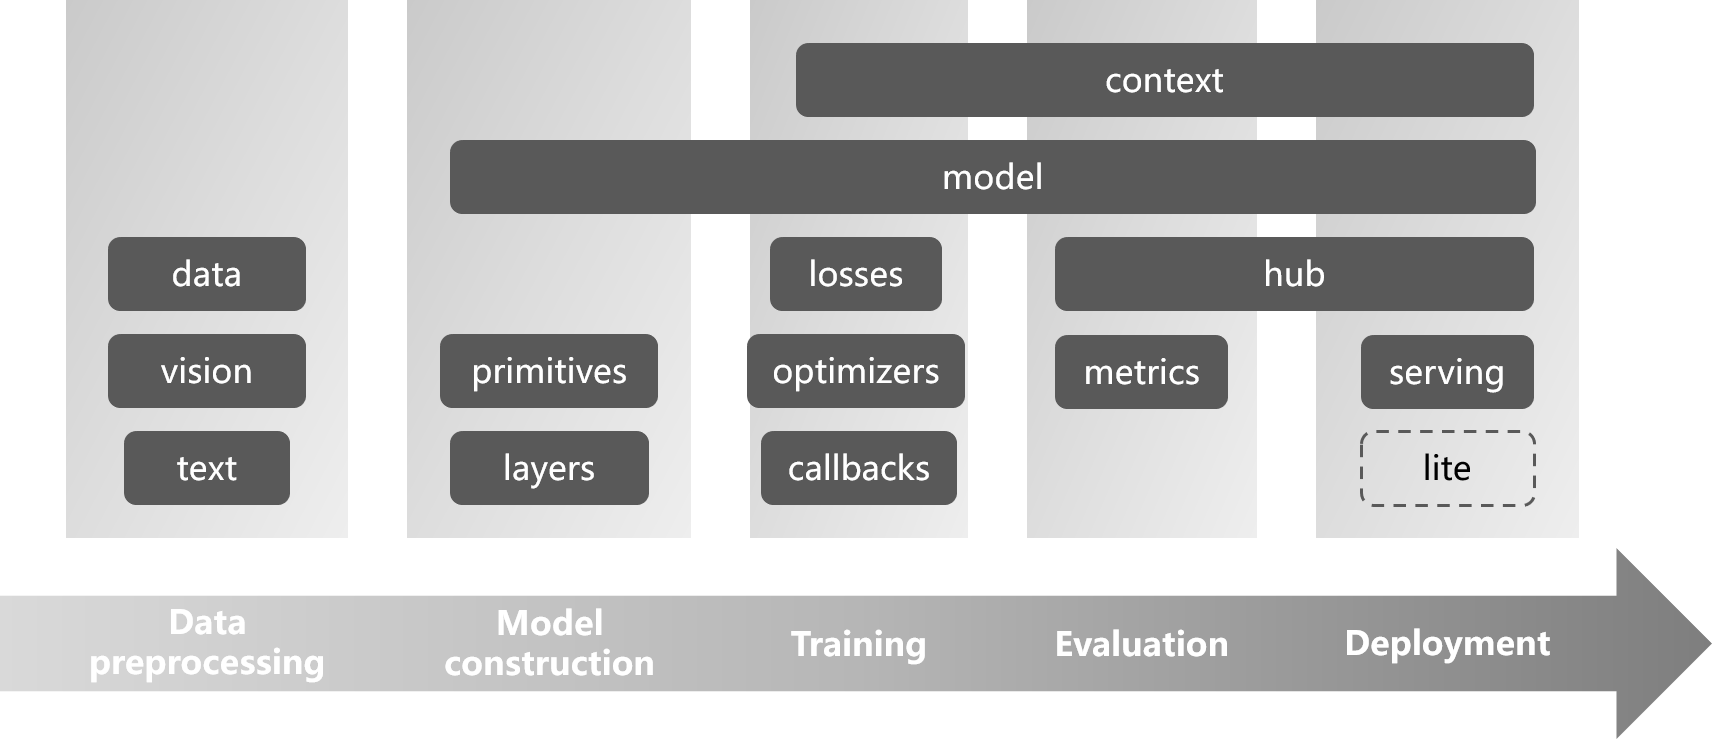 context
model
data
losses
hub
vision
primitives
optimizers
metrics
serving
text
layers
callbacks
lite
Data
preprocessing
Model
construction
Training
Evaluation
Deployment